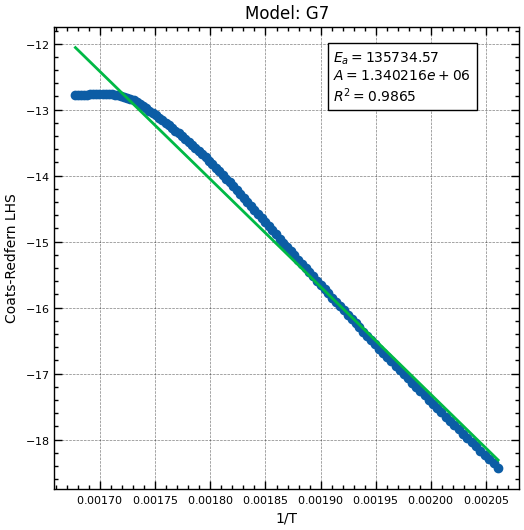 Model: G7
Coats-Redfern LHS
−12
−13
−14
−15
−16
−17
−18
E_a = 135734.57
A = 1.340216e + 06
R² = 0.9865
0.00170 0.00175 0.00180 0.00185 0.00190 0.00195 0.00200 0.00205
1/T